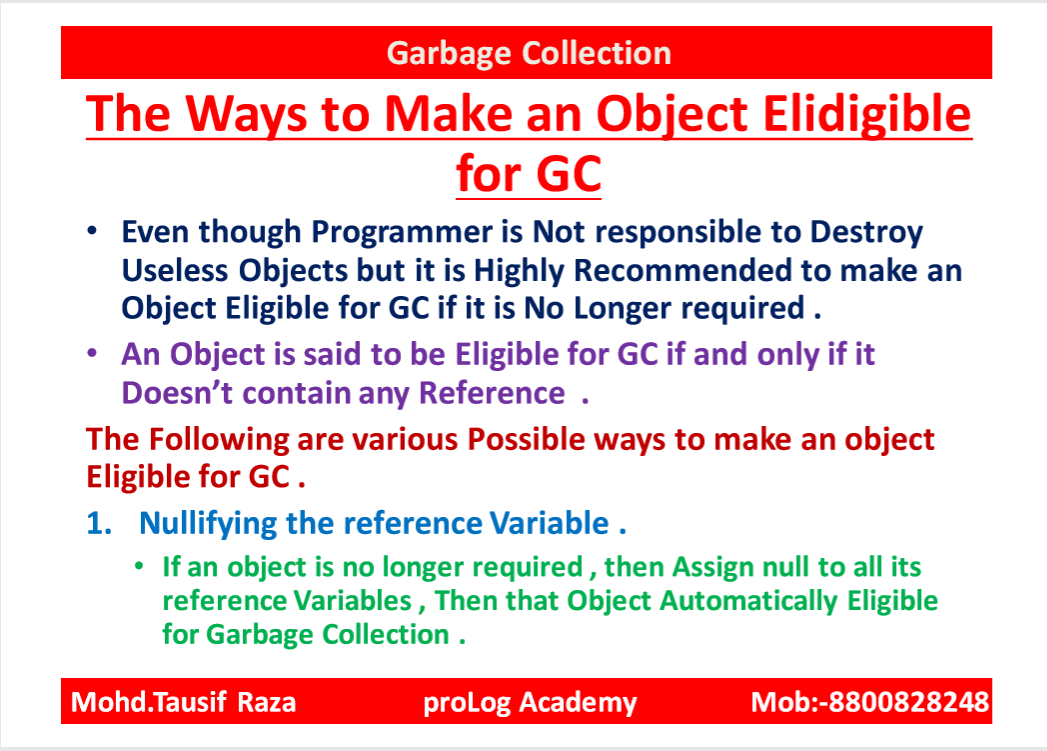 Garbage Collection
The Ways to Make an Object Elidigible
for GC
• Even though Programmer is Not responsible to Destroy
Useless Objects but it is Highly Recommended to make an
Object Eligible for GC if it is No Longer required .
• An Object is said to be Eligible for GC if and only if it
Doesn’t contain any Reference .
The Following are various Possible ways to make an object
Eligible for GC .
1. Nullifying the reference Variable .
• If an object is no longer required , then Assign null to all its
reference Variables , Then that Object Automatically Eligible
for Garbage Collection .
Mohd.Tausif Raza proLog Academy Mob:-8800828248